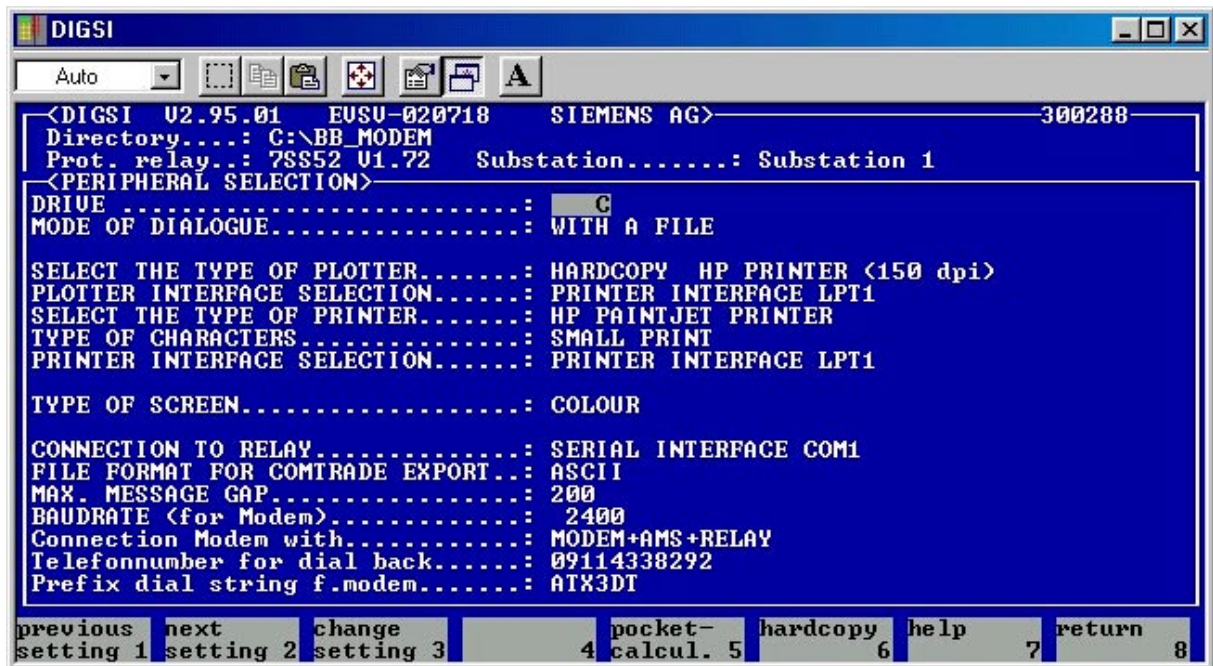 DIGSI
Auto
A
<DIGSI V2.95.01 EVSV-020718 SIEMENS AG> 300288
Directory....: C:\BB_MODEM
Prot. relay..: 7SS52 V1.72 Substation.......: Substation 1
<PERIPHERAL SELECTION>
DRIVE ............................: C
MODE OF DIALOGUE.................: WITH A FILE
SELECT THE TYPE OF PLOTTER.......: HARDCOPY HP PRINTER (150 dpi)
PLOTTER INTERFACE SELECTION......: PRINTER INTERFACE LPT1
SELECT THE TYPE OF PRINTER.......: HP PAINTJET PRINTER
TYPE OF CHARACTERS...............: SMALL PRINT
PRINTER INTERFACE SELECTION......: PRINTER INTERFACE LPT1
TYPE OF SCREEN...................: COLOUR
CONNECTION TO RELAY..............: SERIAL INTERFACE COM1
FILE FORMAT FOR COMTRADE EXPORT..: ASCII
MAX. MESSAGE GAP.................: 200
BAUDRATE (for Modem).............: 2400
Connection Modem with............: MODEM+AMS+RELAY
Telefonnumber for dial back......: 09114338292
Prefix dial string f.modem.......: ATX3DT
previous next change pocket- hardcopy help return
setting 1 setting 2 setting 3 4 calcul. 5 6 7 8